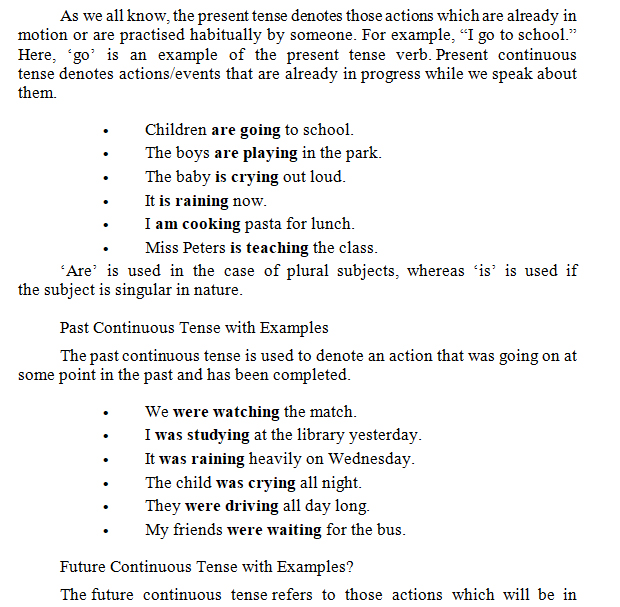 As we all know, the present tense denotes those actions which are already in
motion or are practised habitually by someone. For example, “I go to school.”
Here, ‘go’ is an example of the present tense verb. Present continuous
tense denotes actions/events that are already in progress while we speak about
them.
• Children are going to school.
• The boys are playing in the park.
• The baby is crying out loud.
• It is raining now.
• I am cooking pasta for lunch.
• Miss Peters is teaching the class.
‘Are’ is used in the case of plural subjects, whereas ‘is’ is used if
the subject is singular in nature.
Past Continuous Tense with Examples
The past continuous tense is used to denote an action that was going on at
some point in the past and has been completed.
• We were watching the match.
• I was studying at the library yesterday.
• It was raining heavily on Wednesday.
• The child was crying all night.
• They were driving all day long.
• My friends were waiting for the bus.
Future Continuous Tense with Examples?
The future continuous tense refers to those actions which will be in